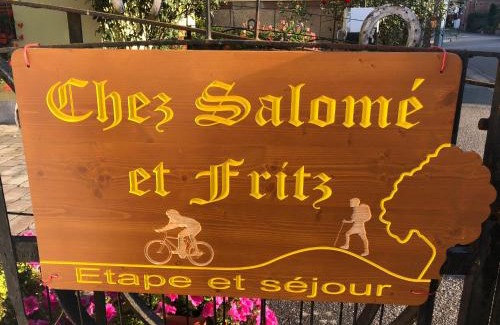 Chez Salomé
et Fritz
Etape et séjour